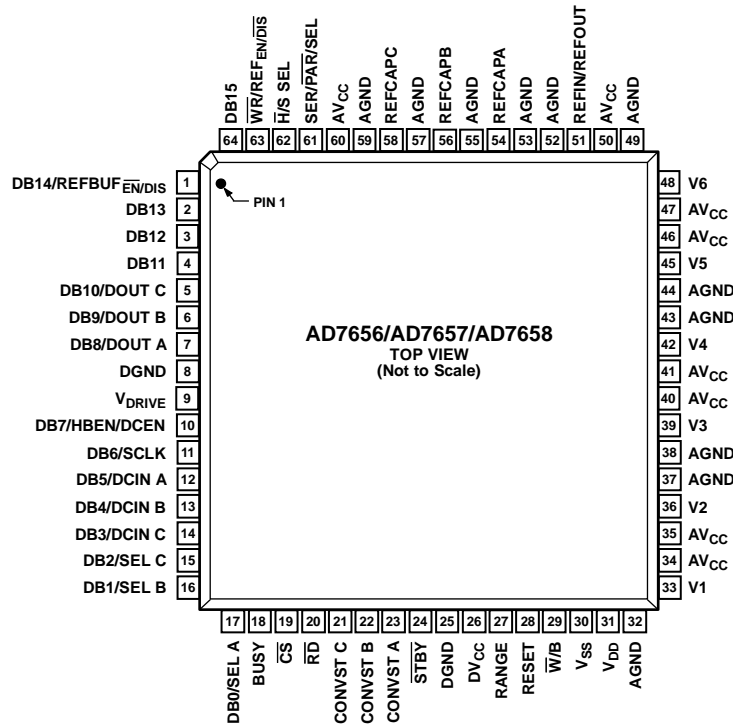 DB15
WR/REF EN/DIS
H/S SEL
SER/PAR/SEL
AVCC
AGND
REFCAPC
AGND
REFCAPB
AGND
REFCAPA
AGND
AGND
REFIN/REFOUT
AVCC
AGND
64 63 62 61 60 59 58 57 56 55 54 53 52 51 50 49
DB14/REFBUF EN/DIS 1
DB13 2
DB12 3
DB11 4
DB10/DOUT C 5
DB9/DOUT B 6
DB8/DOUT A 7
DGND 8
VDRIVE 9
DB7/HBEN/DCEN 10
DB6/SCLK 11
DB5/DCIN A 12
DB4/DCIN B 13
DB3/DCIN C 14
DB2/SEL C 15
DB1/SEL B 16
PIN 1
AD7656/AD7657/AD7658
TOP VIEW
(Not to Scale)
48 V6
47 AVCC
46 AVCC
45 V5
44 AGND
43 AGND
42 V4
41 AVCC
40 AVCC
39 V3
38 AGND
37 AGND
36 V2
35 AVCC
34 AVCC
33 V1
17 18 19 20 21 22 23 24 25 26 27 28 29 30 31 32
DB0/SEL A
BUSY
CS
RD
CONVST C
CONVST B
CONVST A
STBY
DGND
DVCC
RANGE
RESET
W/B
VSS
VDD
AGND